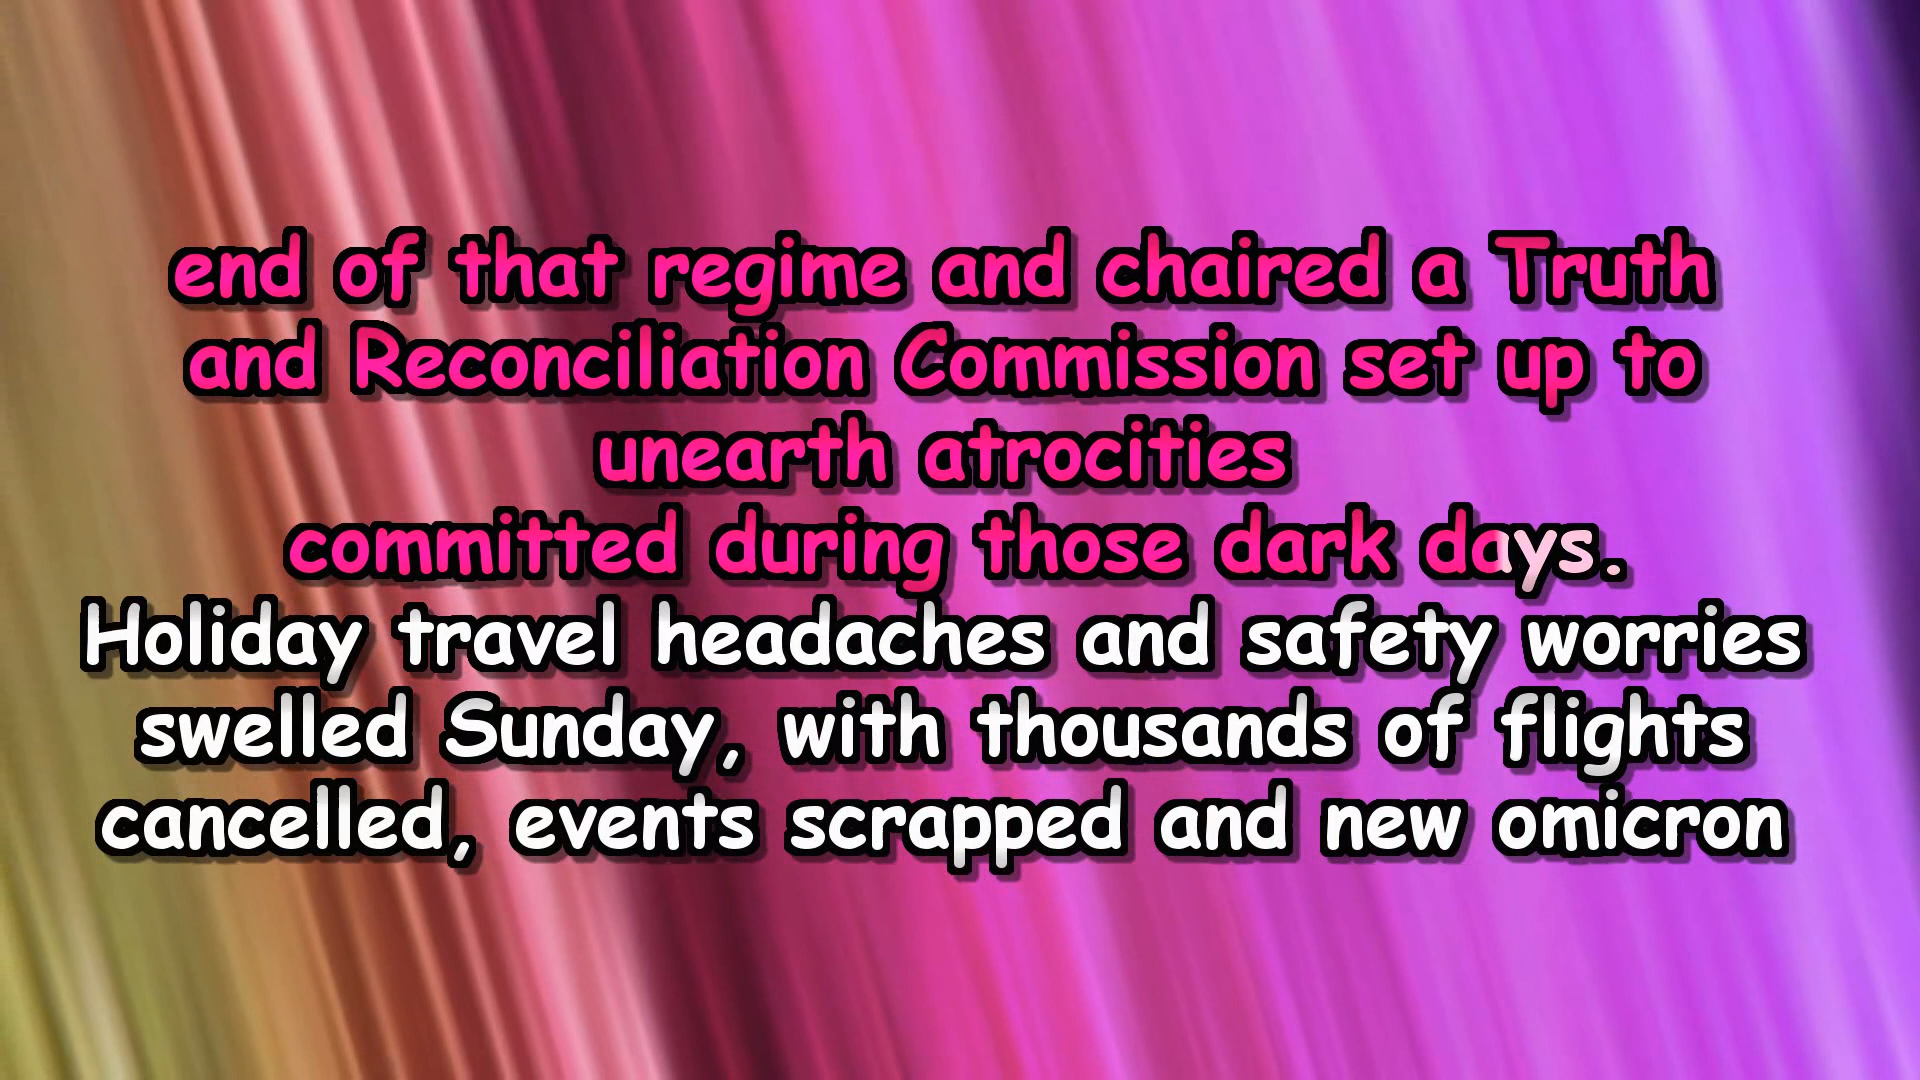 end of that regime and chaired a Truth
and Reconciliation Commission set up to
unearth atrocities
committed during those dark days.
Holiday travel headaches and safety worries
swelled Sunday, with thousands of flights
cancelled, events scrapped and new omicron